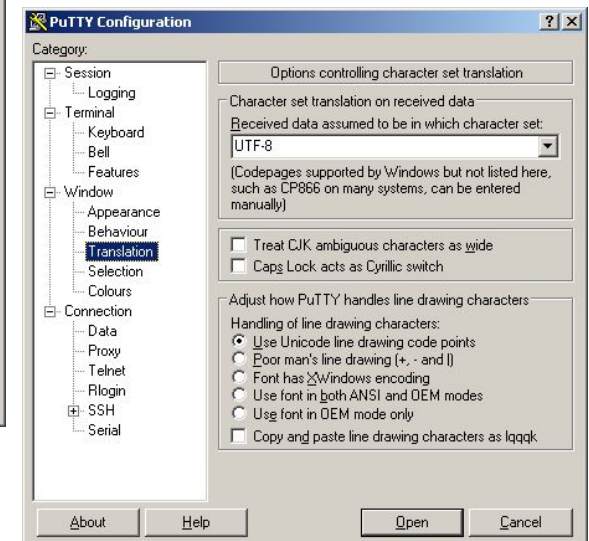 PuTTY Configuration
Category:
Session
Logging
Terminal
Keyboard
Bell
Features
Window
Appearance
Behaviour
Translation
Selection
Colours
Connection
Data
Proxy
Telnet
Rlogin
SSH
Serial
Options controlling character set translation
Character set translation on received data
Received data assumed to be in which character set:
UTF-8
(Codepages supported by Windows but not listed here,
such as CP866 on many systems, can be entered
manually)
Treat CJK ambiguous characters as wide
Caps Lock acts as Cyrillic switch
Adjust how PuTTY handles line drawing characters
Handling of line drawing characters:
Use Unicode line drawing code points
Poor man's line drawing (+, - and |)
Font has XWindows encoding
Use font in both ANSI and OEM modes
Use font in OEM mode only
Copy and paste line drawing characters as lqqqk
About
Help
Open
Cancel